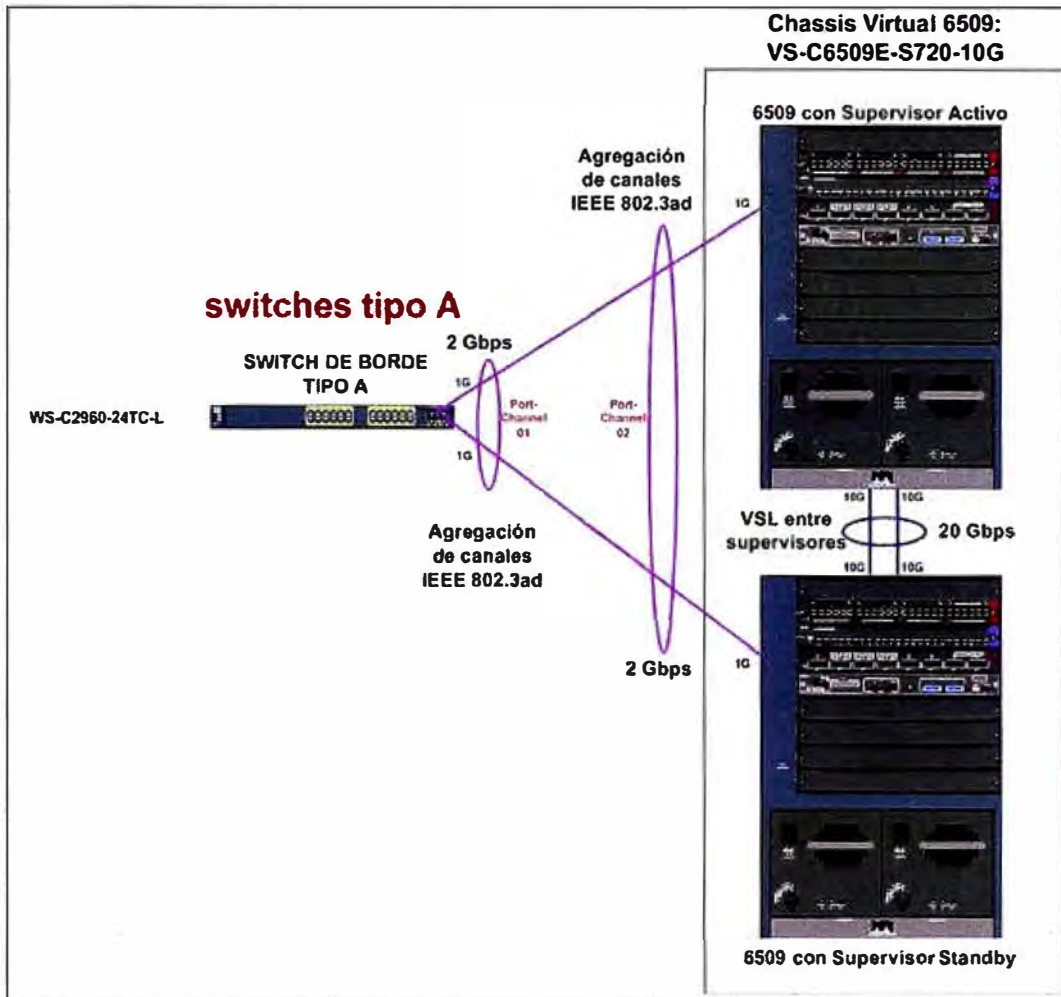 Chassis Virtual 6509:
VS-C6509E-S720-10G
6509 con Supervisor Activo
Agregación
de canales
IEEE 802.3ad
1G
switches tipo A
2 Gbps
SWITCH DE BORDE
TIPO A
1G
WS-C2960-24TC-L
Port-
Channel
01
Port-
Channel
02
1G
10G 10G
VSL entre
supervisores
20 Gbps
10G 10G
Agregación
de canales
IEEE 802.3ad
2 Gbps
1G
6509 con Supervisor Standby